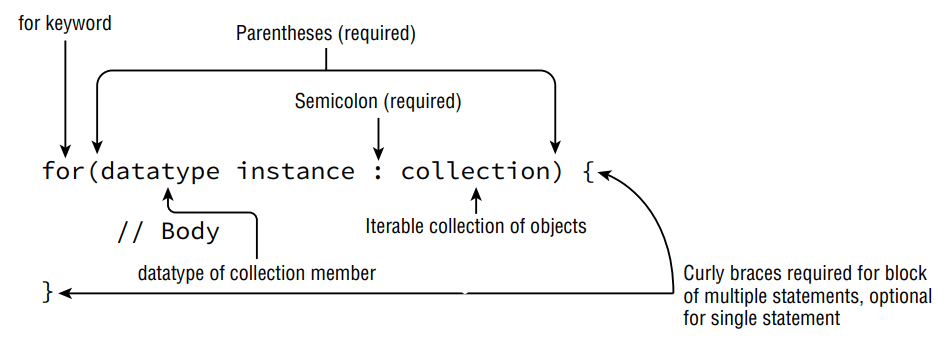 for keyword
Parentheses (required)
Semicolon (required)
for(datatype instance : collection) {
Iterable collection of objects
// Body
datatype of collection member
Curly braces required for block
of multiple statements, optional
for single statement
}